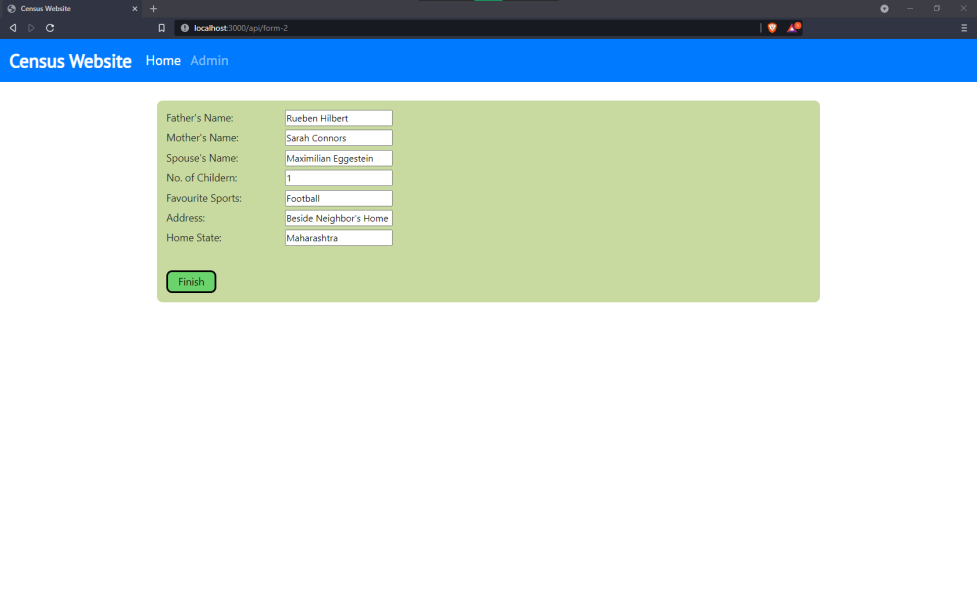 Census Website
localhost:3000/api/form-2
Census Website Home Admin
Father's Name: Rueben Hilbert
Mother's Name: Sarah Connors
Spouse's Name: Maximilian Eggestein
No. of Childern: 1
Favourite Sports: Football
Address: Beside Neighbor's Home
Home State: Maharashtra
Finish